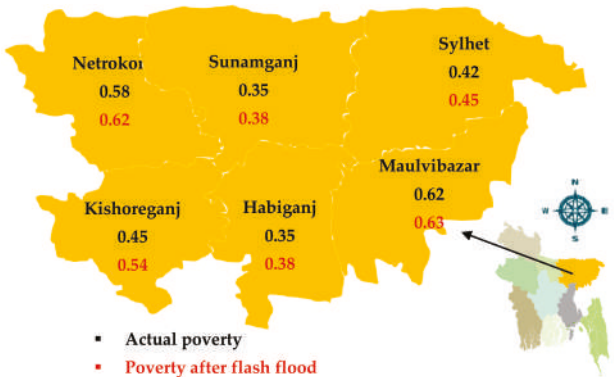 Netrokon
0.58
0.62
Sunamganj
0.35
0.38
Sylhet
0.42
0.45
Maulvibazar
0.62
0.63
Kishoreganj
0.45
0.54
Habiganj
0.35
0.38
N
W E
S
▪ Actual poverty
▪ Poverty after flash flood